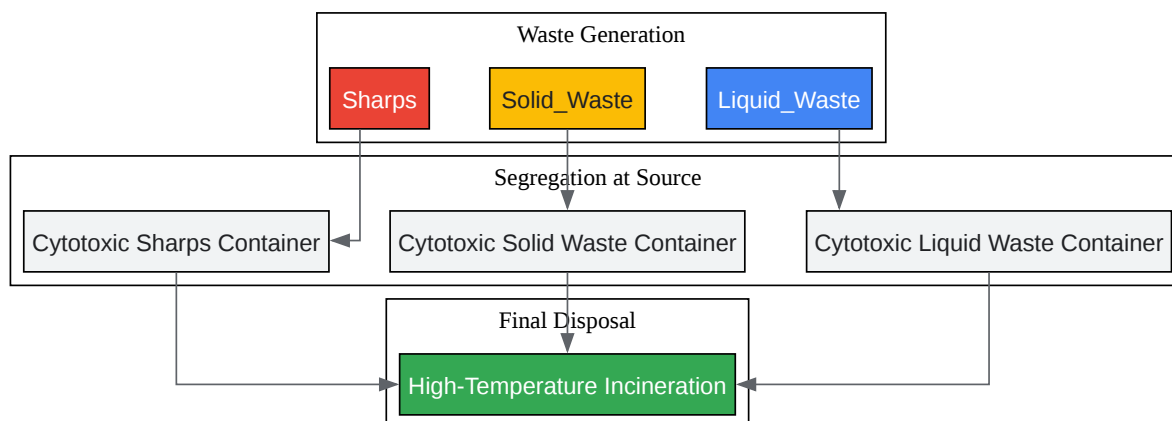 Waste Generation
Sharps
Solid_Waste
Liquid_Waste
Segregation at Source
Cytotoxic Sharps Container
Cytotoxic Solid Waste Container
Cytotoxic Liquid Waste Container
Final Disposal
High-Temperature Incineration